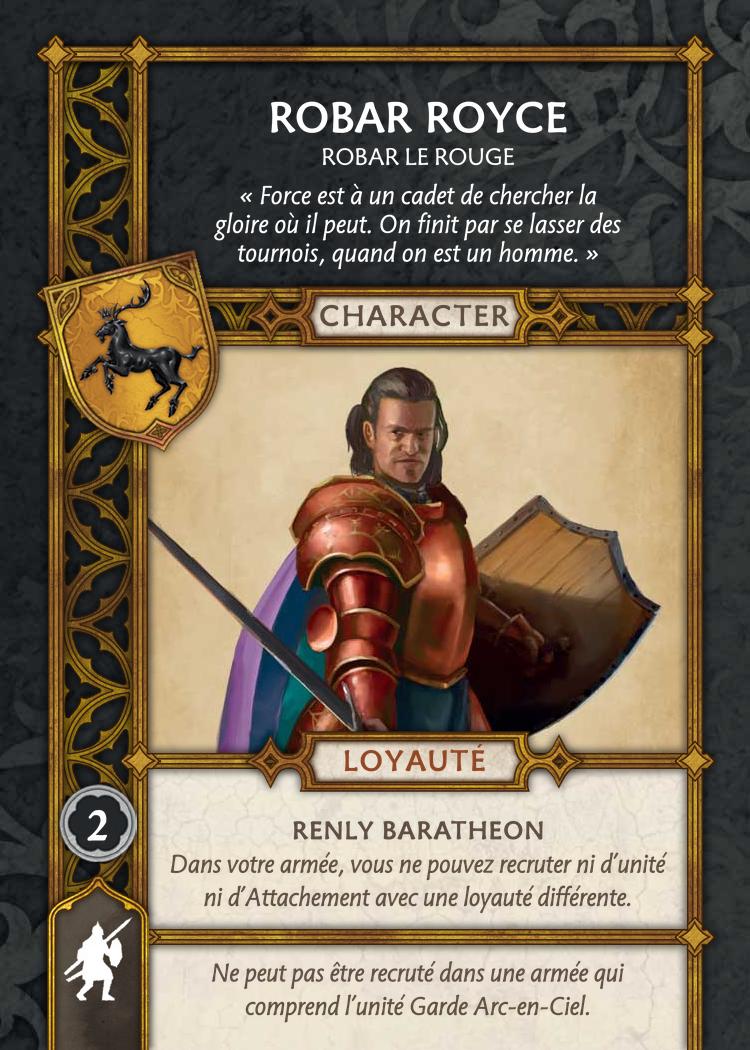 ROBAR ROYCE
ROBAR LE ROUGE
« Force est à un cadet de chercher la
gloire où il peut. On finit par se lasser des
tournois, quand on est un homme. »
CHARACTER
LOYAUTÉ
2
RENLY BARATHEON
Dans votre armée, vous ne pouvez recruter ni d'unité
ni d'Attachement avec une loyauté différente.
Ne peut pas être recruté dans une armée qui
comprend l'unité Garde Arc-en-Ciel.